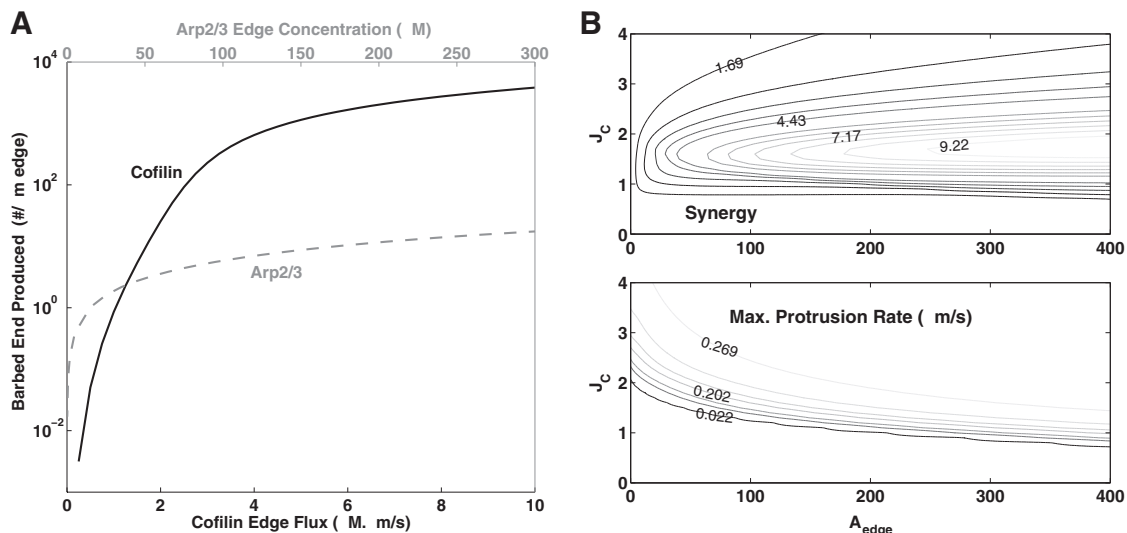 A
Arp2/3 Edge Concentration ( M)
0 50 100 150 200 250 300
Barbed End Produced (#/ m edge)
10^4
10^2
10^0
10^−2
Cofilin
Arp2/3
0 2 4 6 8 10
Cofilin Edge Flux ( M. m/s)
B
J_C
4
3
2
1
0
1.69
4.43
7.17
9.22
Synergy
0 100 200 300 400
J_C
4
3
2
1
0
Max. Protrusion Rate ( m/s)
0.269
0.202
0.022
0 100 200 300 400
A_edge